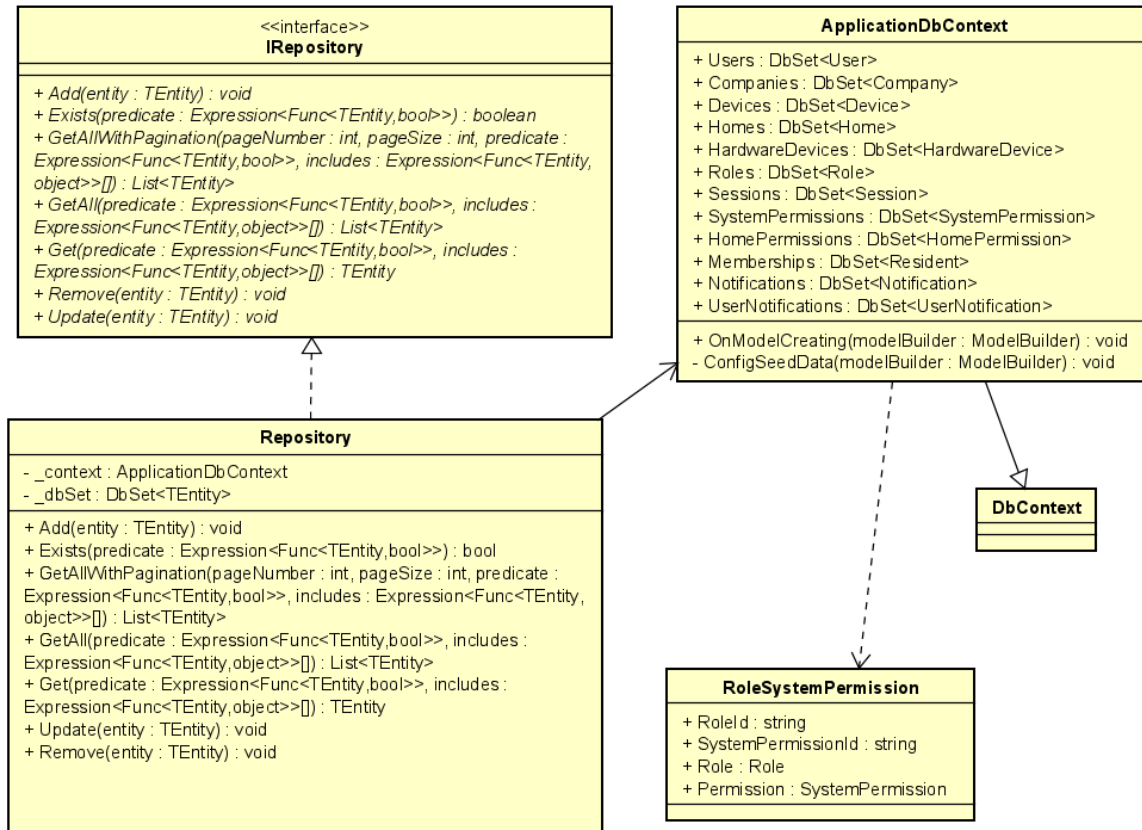 <<interface>>
IRepository
+ Add(entity : TEntity) : void
+ Exists(predicate : Expression<Func<TEntity,bool>>) : boolean
+ GetAllWithPagination(pageNumber : int, pageSize : int, predicate :
Expression<Func<TEntity,bool>>, includes : Expression<Func<TEntity,
object>>[]) : List<TEntity>
+ GetAll(predicate : Expression<Func<TEntity,bool>>, includes :
Expression<Func<TEntity,object>>[]) : List<TEntity>
+ Get(predicate : Expression<Func<TEntity,bool>>, includes :
Expression<Func<TEntity,object>>[]) : TEntity
+ Remove(entity : TEntity) : void
+ Update(entity : TEntity) : void
ApplicationDbContext
+ Users : DbSet<User>
+ Companies : DbSet<Company>
+ Devices : DbSet<Device>
+ Homes : DbSet<Home>
+ HardwareDevices : DbSet<HardwareDevice>
+ Roles : DbSet<Role>
+ Sessions : DbSet<Session>
+ SystemPermissions : DbSet<SystemPermission>
+ HomePermissions : DbSet<HomePermission>
+ Memberships : DbSet<Resident>
+ Notifications : DbSet<Notification>
+ UserNotifications : DbSet<UserNotification>
+ OnModelCreating(modelBuilder : ModelBuilder) : void
- ConfigSeedData(modelBuilder : ModelBuilder) : void
Repository
- _context : ApplicationDbContext
- _dbSet : DbSet<TEntity>
+ Add(entity : TEntity) : void
+ Exists(predicate : Expression<Func<TEntity,bool>>) : bool
+ GetAllWithPagination(pageNumber : int, pageSize : int, predicate :
Expression<Func<TEntity,bool>>, includes : Expression<Func<TEntity,
object>>[]) : List<TEntity>
+ GetAll(predicate : Expression<Func<TEntity,bool>>, includes :
Expression<Func<TEntity,object>>[]) : List<TEntity>
+ Get(predicate : Expression<Func<TEntity,bool>>, includes :
Expression<Func<TEntity,object>>[]) : TEntity
+ Update(entity : TEntity) : void
+ Remove(entity : TEntity) : void
DbContext
RoleSystemPermission
+ RoleId : string
+ SystemPermissionId : string
+ Role : Role
+ Permission : SystemPermission